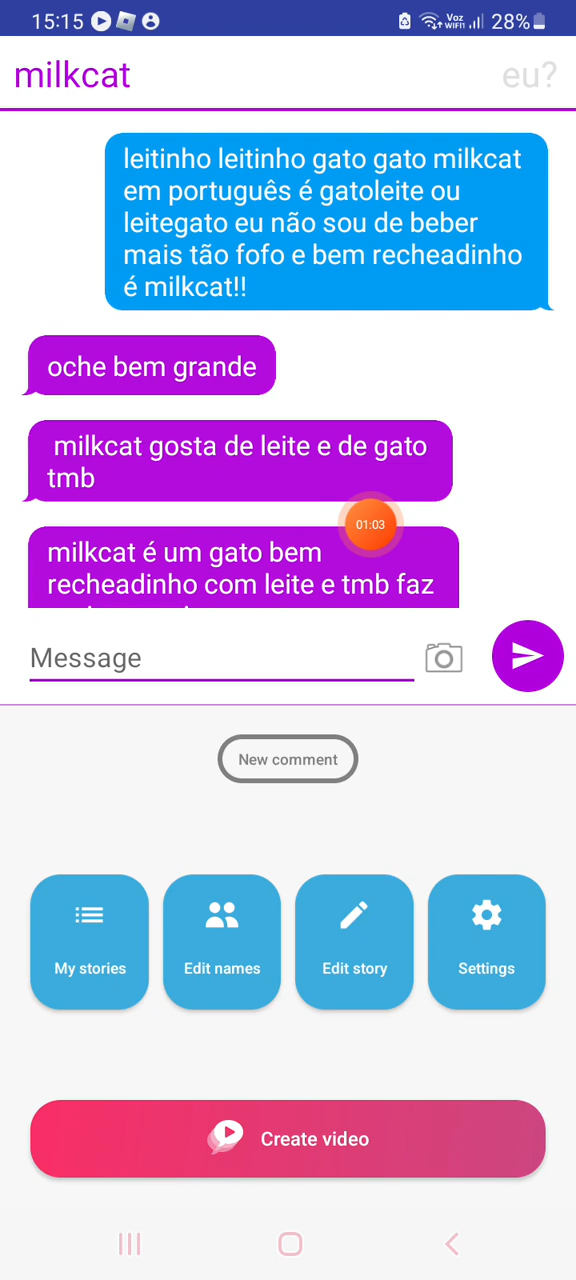 15:15
Voz
WiFi1
28%
milkcat
eu?
leitinho leitinho gato gato milkcat
em português é gatoleite ou
leitegato eu não sou de beber
mais tão fofo e bem recheadinho
é milkcat!!
oche bem grande
milkcat gosta de leite e de gato
tmb
01:03
milkcat é um gato bem
recheadinho com leite e tmb faz
Message
New comment
My stories
Edit names
Edit story
Settings
Create video